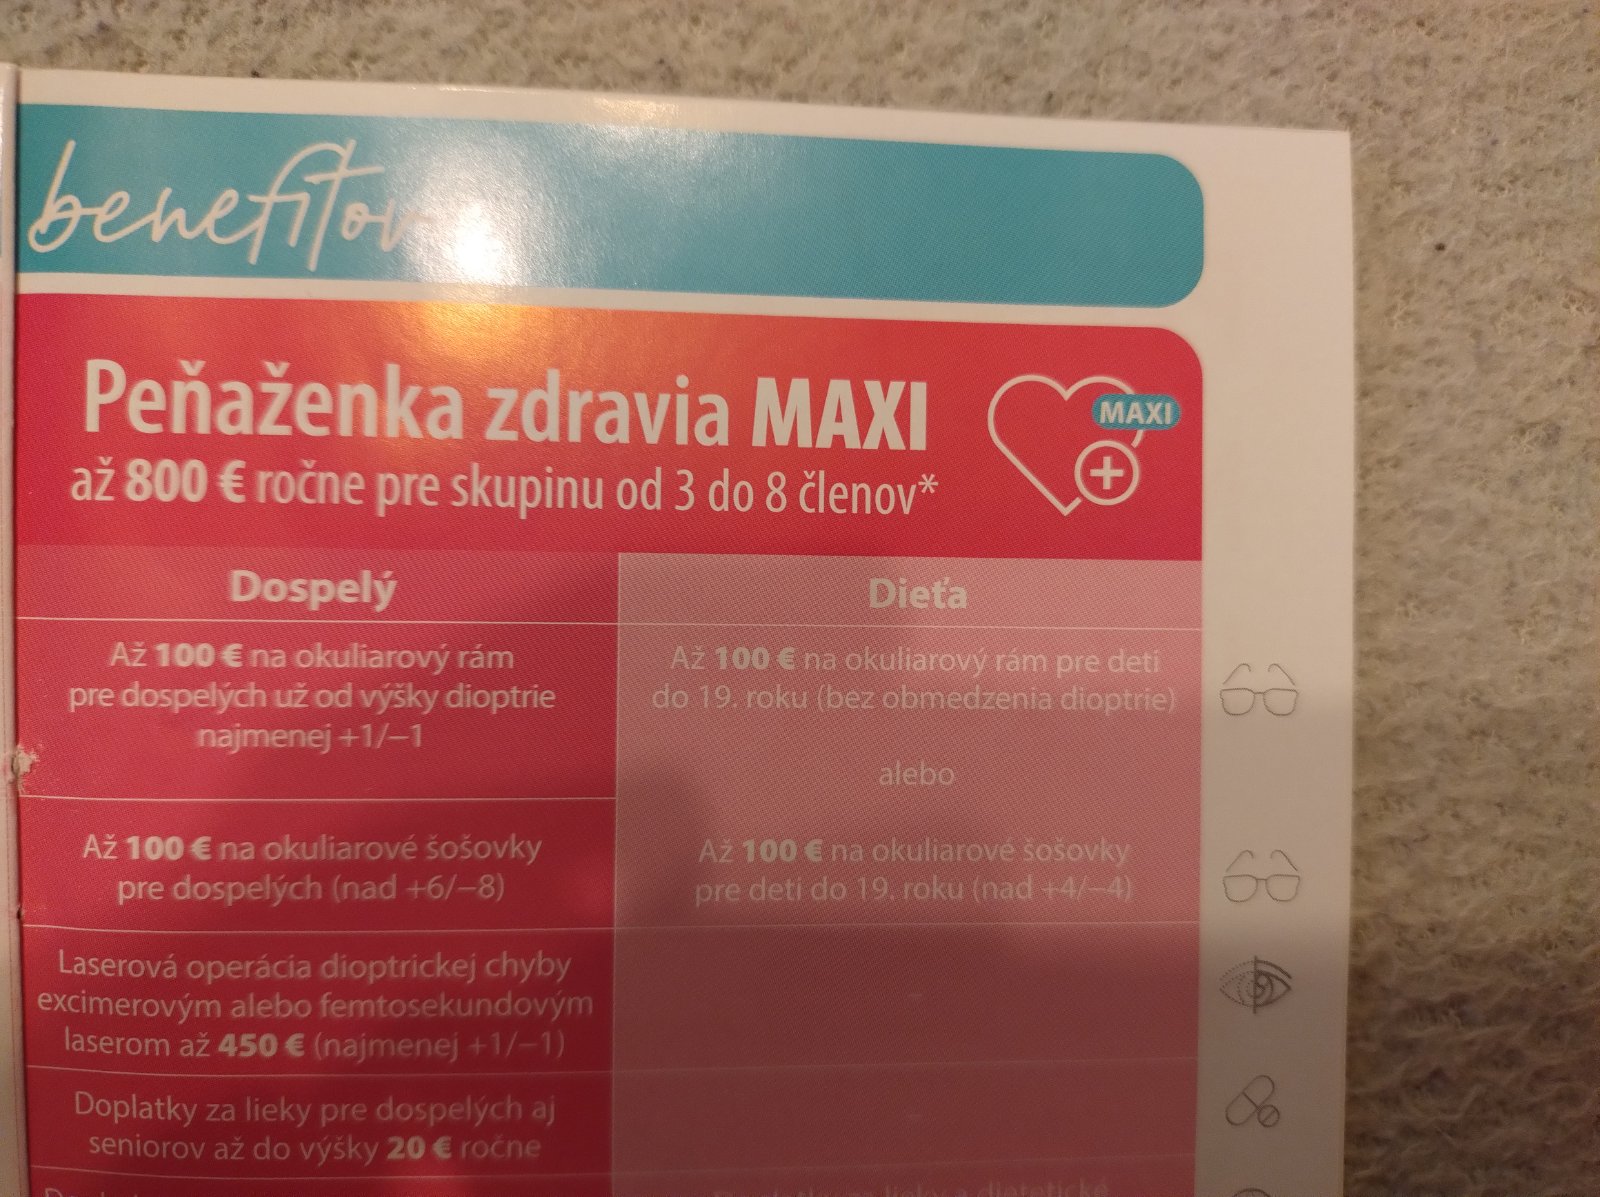 benefitov
Peňaženka zdravia MAXI
MAXI
až 800 € ročne pre skupinu od 3 do 8 členov*
Dospelý
Až 100 € na okuliarový rám
pre dospelých už od výšky dioptrie
najmenej +1/−1
Až 100 € na okuliarové šošovky
pre dospelých (nad +6/−8)
Laserová operácia dioptrickej chyby
excimerovým alebo femtosekundovým
laserom až 450 € (najmenej +1/−1)
Doplatky za lieky pre dospelých aj
seniorov až do výšky 20 € ročne
Dieťa
Až 100 € na okuliarový rám pre deti
do 19. roku (bez obmedzenia dioptrie)
alebo
Až 100 € na okuliarové šošovky
pre deti do 19. roku (nad +4/−4)
za lieky a dietetické